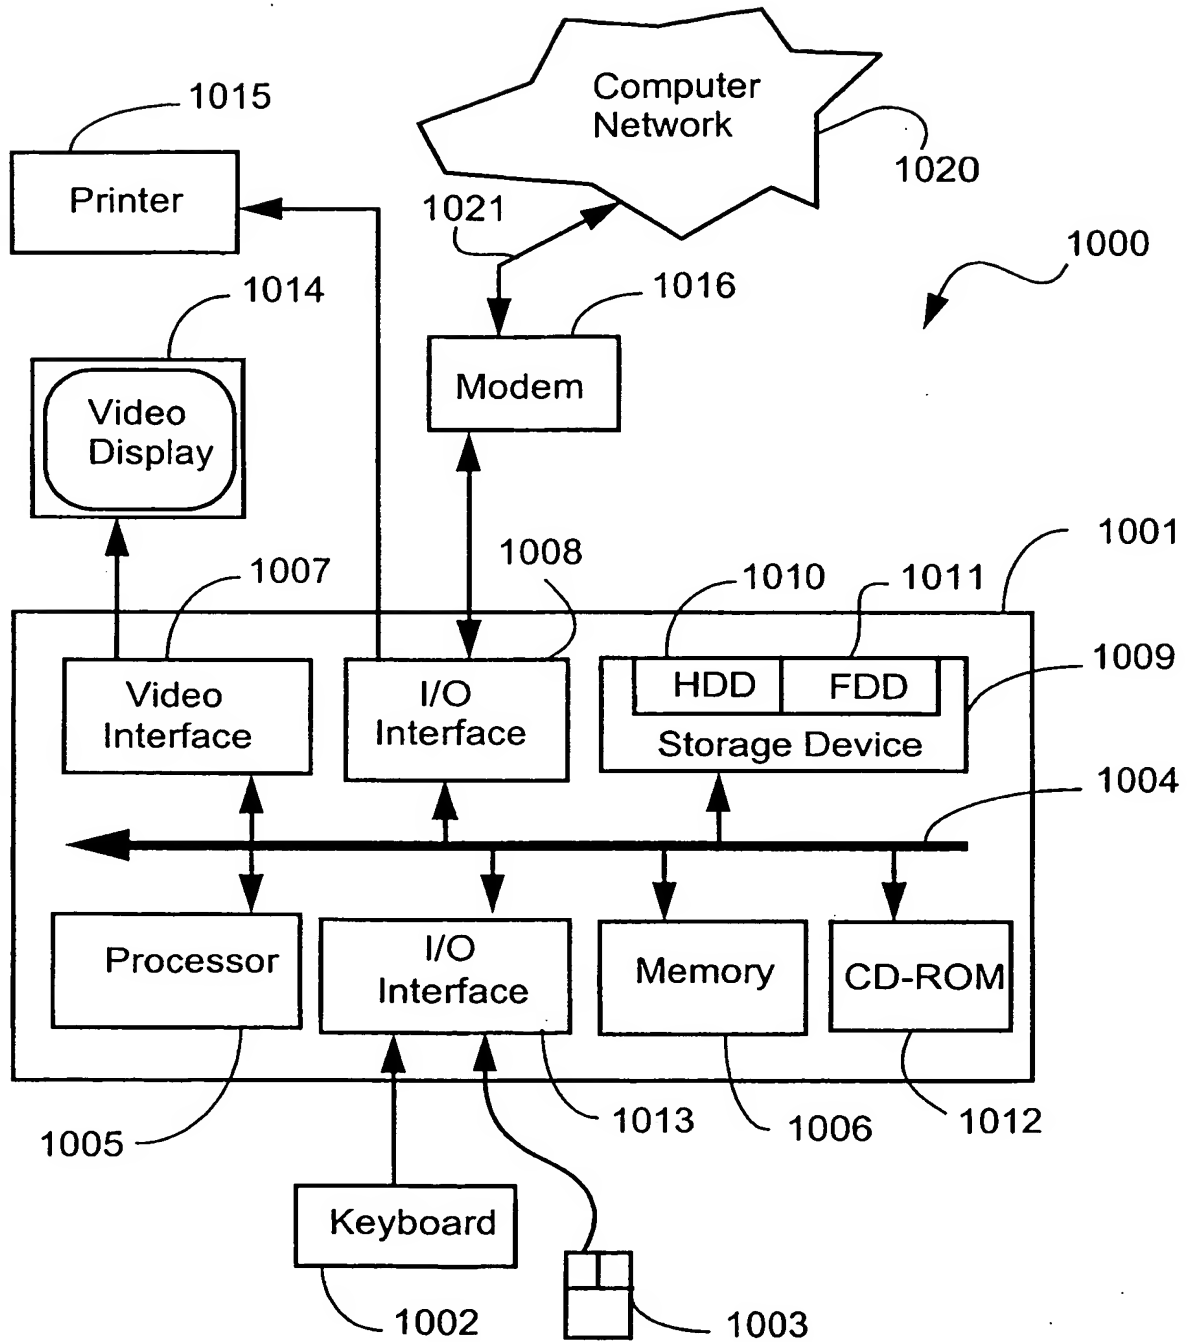 1015
Computer
Network
Printer
1020
1021
1000
1014
1016
Video
Display
Modem
1001
1007
1008
1010
1011
1009
Video
Interface
I/O
Interface
HDD
FDD
Storage Device
1004
Processor
I/O
Interface
Memory
CD-ROM
1005
1013
1006
1012
Keyboard
1002
1003